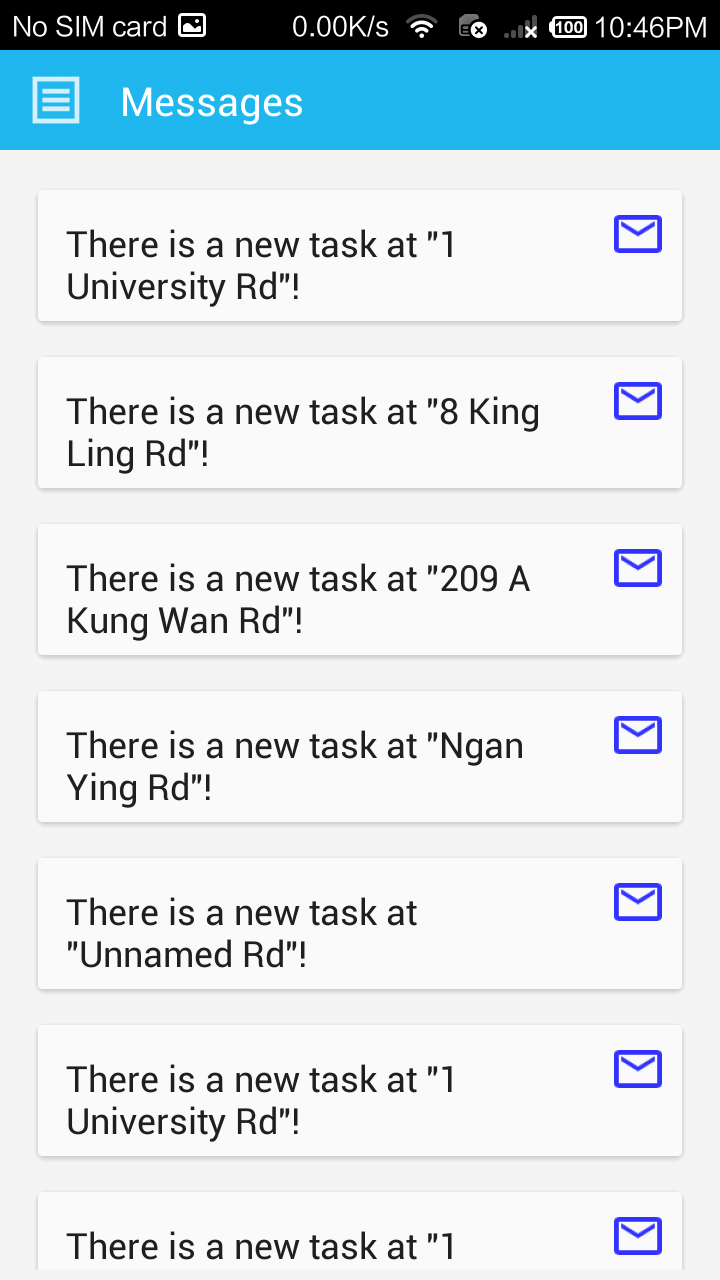 No SIM card 0.00K/s 100 10:46PM
Messages
There is a new task at "1
University Rd"!
There is a new task at "8 King
Ling Rd"!
There is a new task at "209 A
Kung Wan Rd"!
There is a new task at "Ngan
Ying Rd"!
There is a new task at
"Unnamed Rd"!
There is a new task at "1
University Rd"!
There is a new task at "1